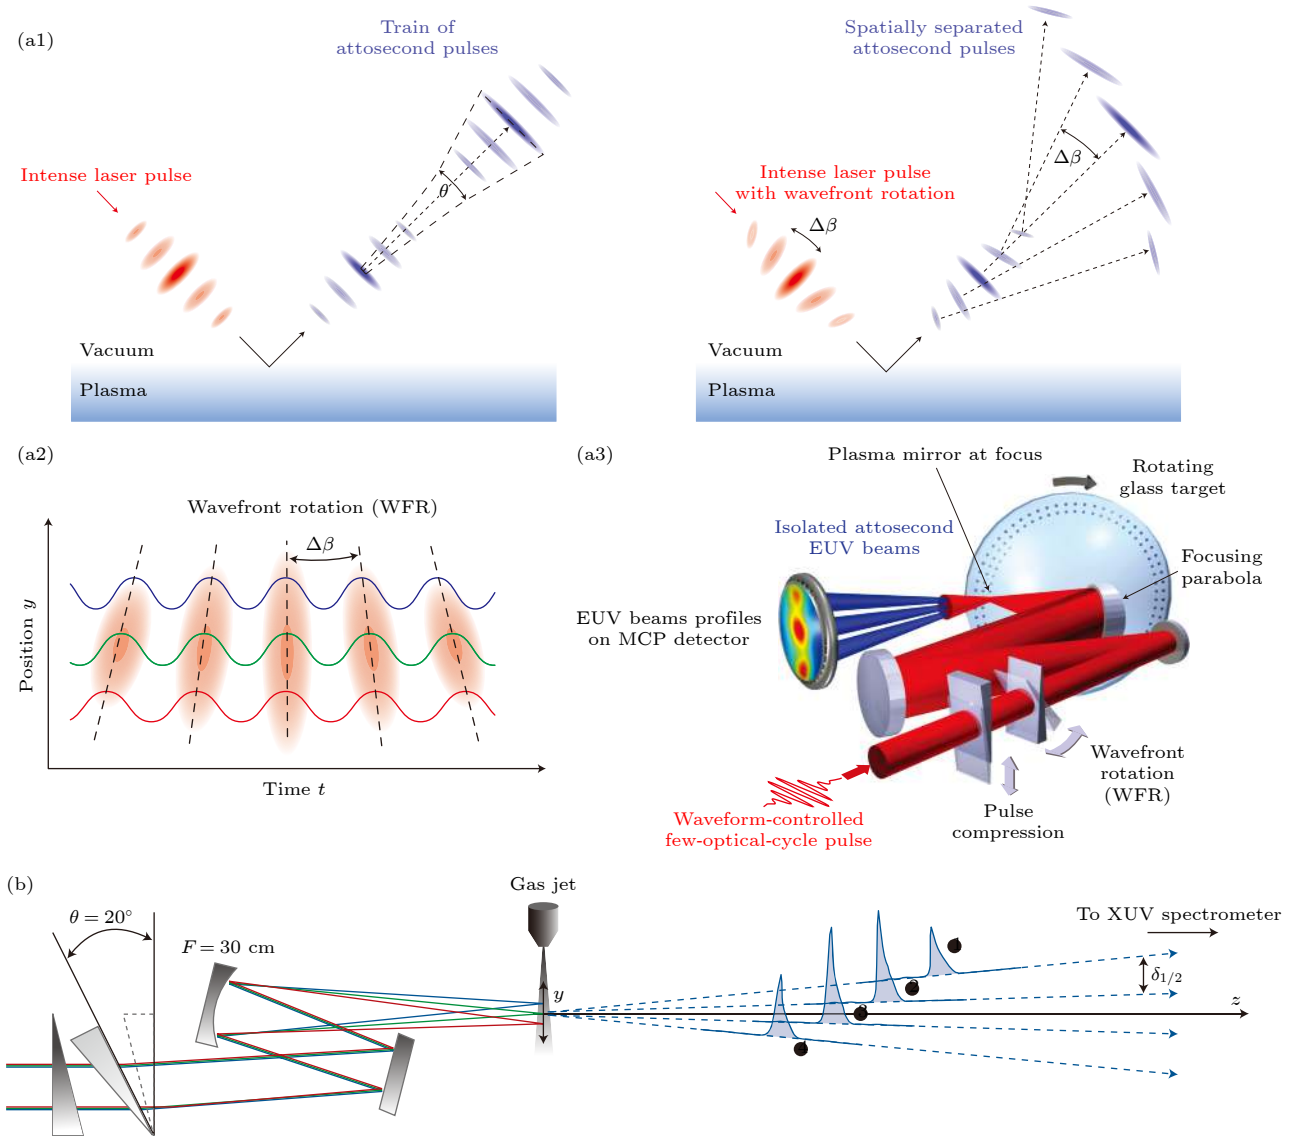 (a1)
Train of
attosecond pulses
Intense laser pulse
θ
Vacuum
Plasma
Spatially separated
attosecond pulses
Intense laser pulse
with wavefront rotation
Δβ
Δβ
Vacuum
Plasma
(a2)
Wavefront rotation (WFR)
Δβ
Position y
Time t
(a3)
Plasma mirror at focus
Rotating
glass target
Isolated attosecond
EUV beams
Focusing
parabola
EUV beams profiles
on MCP detector
Wavefront
rotation
(WFR)
Pulse
compression
Waveform-controlled
few-optical-cycle pulse
(b)
θ = 20°
F = 30 cm
Gas jet
y
To XUV spectrometer
δ1/2
z